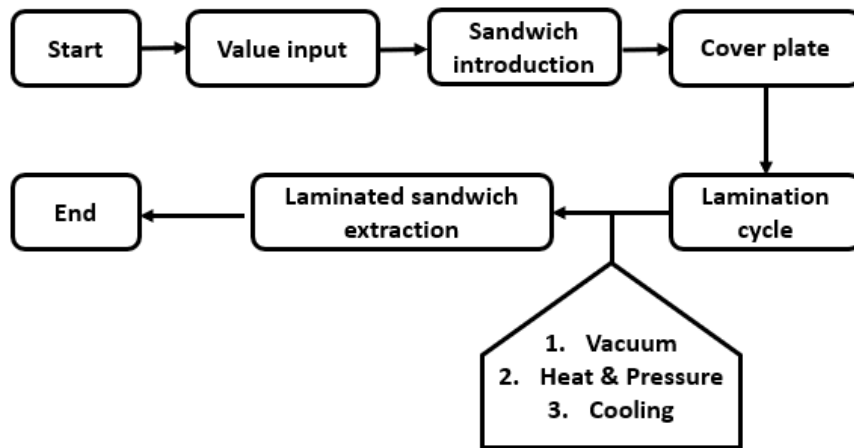 Start
Value input
Sandwich
introduction
Cover plate
Lamination
cycle
Laminated sandwich
extraction
End
1. Vacuum
2. Heat & Pressure
3. Cooling